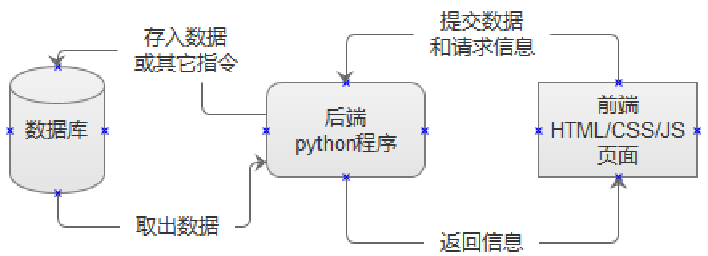 存入数据
或其它指令
提交数据
和请求信息
数据库
后端
python程序
前端
HTML/CSS/JS
页面
取出数据
返回信息